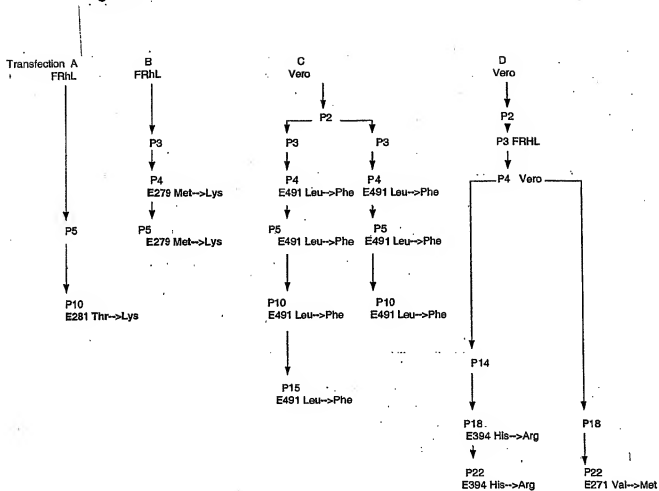 Transfection A
FRhL
P5
P10
E281 Thr-->Lys
B
FRhL
P3
P4
E279 Met-->Lys
P5
E279 Met-->Lys
C
Vero
P2
P3
P4
E491 Leu-->Phe
P5
E491 Leu-->Phe
P10
E491 Leu-->Phe
P15
E491 Leu-->Phe
P3
P4
E491 Leu-->Phe
P5
E491 Leu-->Phe
P10
E491 Leu-->Phe
D
Vero
P2
P3 FRHL
P4 Vero
P14
P18
E394 His-->Arg
P22
E394 His-->Arg
P18
P22
E271 Val-->Met